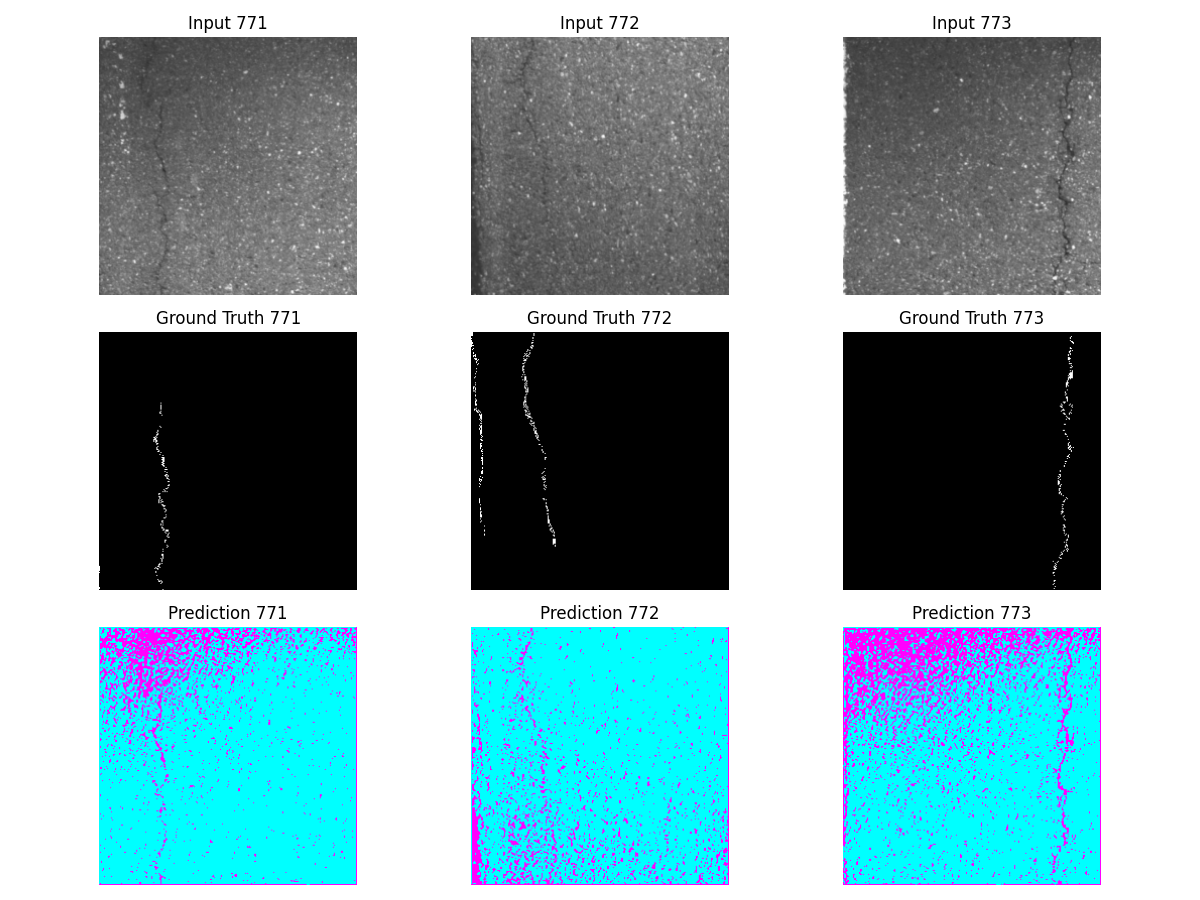 Input 771
Input 772
Input 773
Ground Truth 771
Ground Truth 772
Ground Truth 773
Prediction 771
Prediction 772
Prediction 773